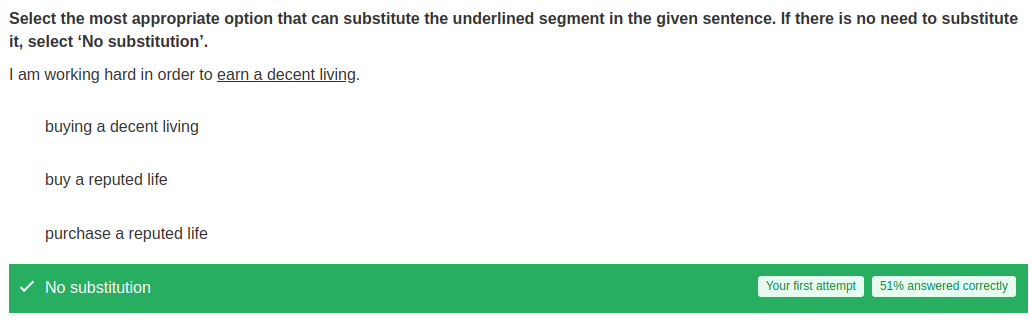 Select the most appropriate option that can substitute the underlined segment in the given sentence. If there is no need to substitute
it, select ‘No substitution’.
I am working hard in order to earn a decent living.
buying a decent living
buy a reputed life
purchase a reputed life
No substitution Your first attempt 51% answered correctly